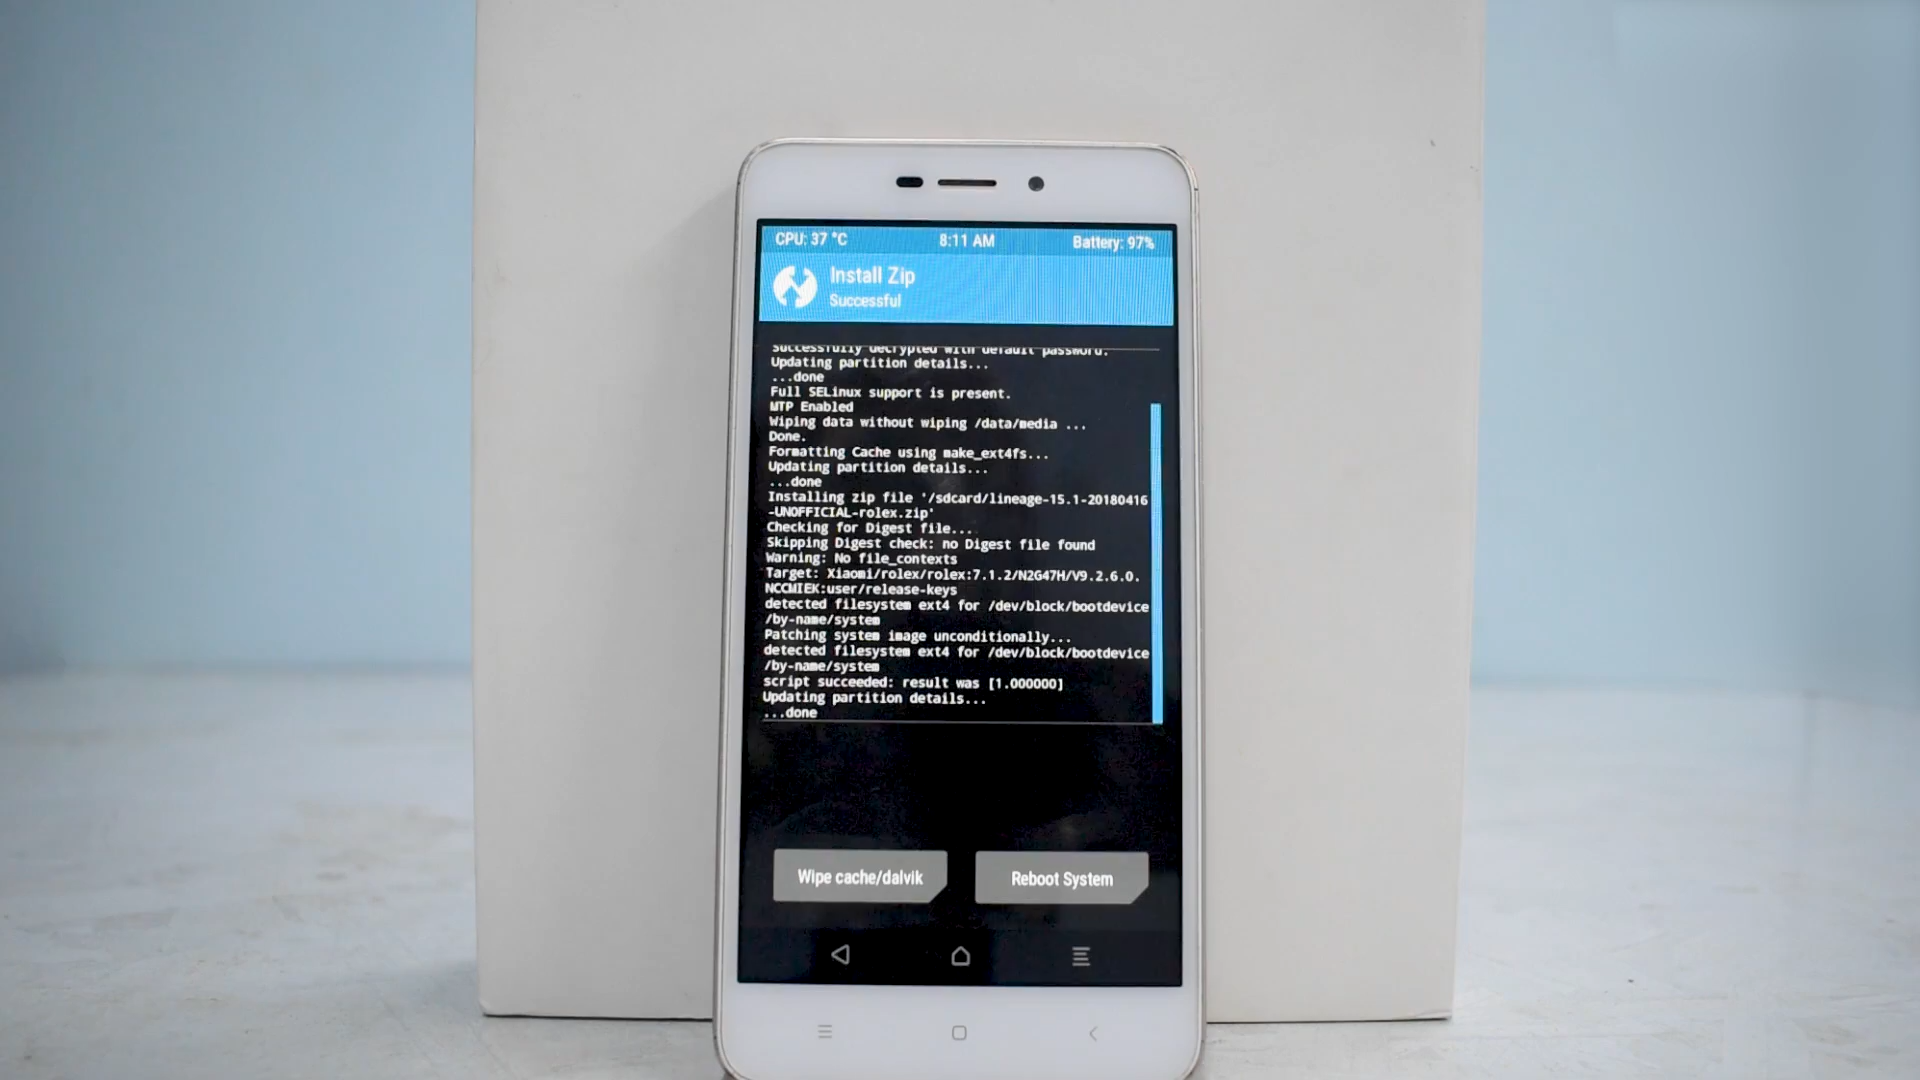 CPU: 37 °C 8:11 AM Battery: 97%
Install Zip
Successful
Successfully decrypted with default password.
Updating partition details...
...done
Full SELinux support is present.
MTP Enabled
Wiping data without wiping /data/media ...
Done.
Formatting Cache using make_ext4fs...
Updating partition details...
...done
Installing zip file '/sdcard/lineage-15.1-20180416
-UNOFFICIAL-rolex.zip'
Checking for Digest file...
Skipping Digest check: no Digest file found
Warning: No file_contexts
Target: Xiaomi/rolex/rolex:7.1.2/N2G47H/V9.2.6.0.
NCCMIEK:user/release-keys
detected filesystem ext4 for /dev/block/bootdevice
/by-name/system
Patching system image unconditionally...
detected filesystem ext4 for /dev/block/bootdevice
/by-name/system
script succeeded: result was [1.000000]
Updating partition details...
...done
Wipe cache/dalvik Reboot System